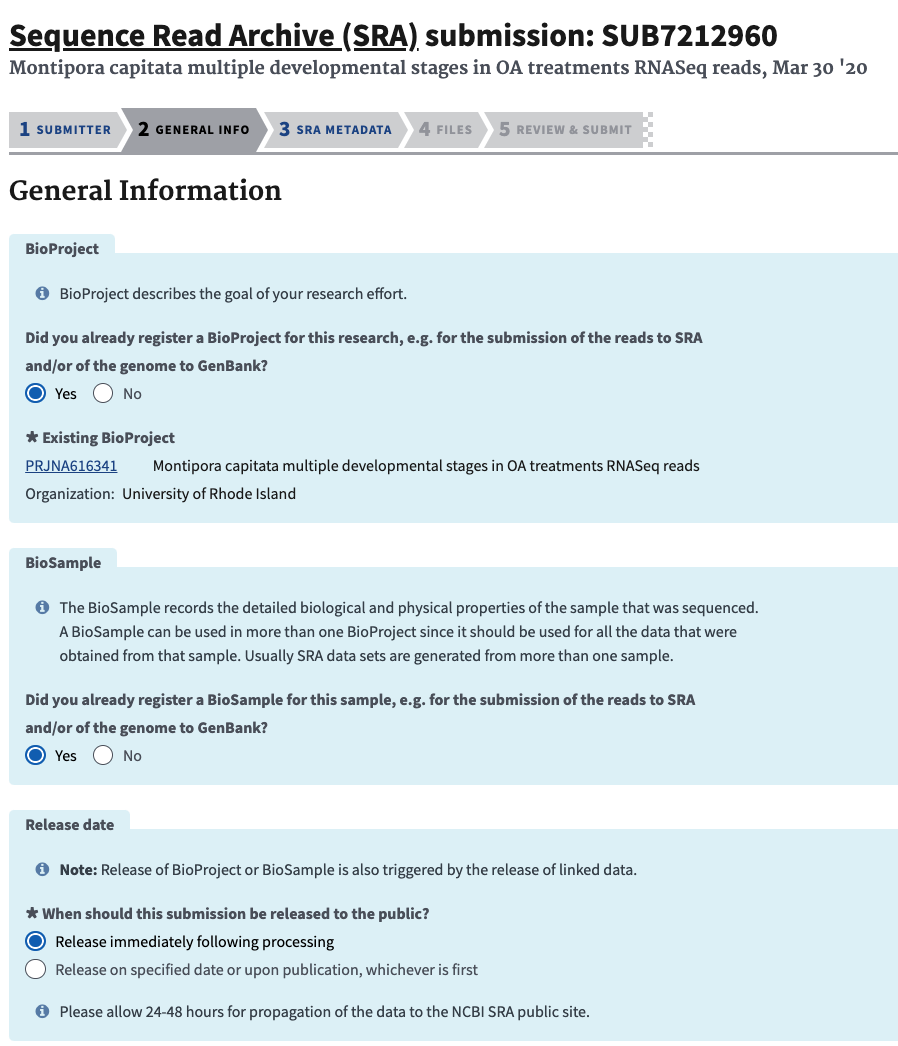 Sequence Read Archive (SRA) submission: SUB7212960
Montipora capitata multiple developmental stages in OA treatments RNASeq reads, Mar 30 '20
1 SUBMITTER 2 GENERAL INFO 3 SRA METADATA 4 FILES 5 REVIEW & SUBMIT
General Information
BioProject
BioProject describes the goal of your research effort.
Did you already register a BioProject for this research, e.g. for the submission of the reads to SRA
and/or of the genome to GenBank?
Yes No
* Existing BioProject
PRJNA616341 Montipora capitata multiple developmental stages in OA treatments RNASeq reads
Organization: University of Rhode Island
BioSample
The BioSample records the detailed biological and physical properties of the sample that was sequenced.
A BioSample can be used in more than one BioProject since it should be used for all the data that were
obtained from that sample. Usually SRA data sets are generated from more than one sample.
Did you already register a BioSample for this sample, e.g. for the submission of the reads to SRA
and/or of the genome to GenBank?
Yes No
Release date
Note: Release of BioProject or BioSample is also triggered by the release of linked data.
* When should this submission be released to the public?
Release immediately following processing
Release on specified date or upon publication, whichever is first
Please allow 24-48 hours for propagation of the data to the NCBI SRA public site.